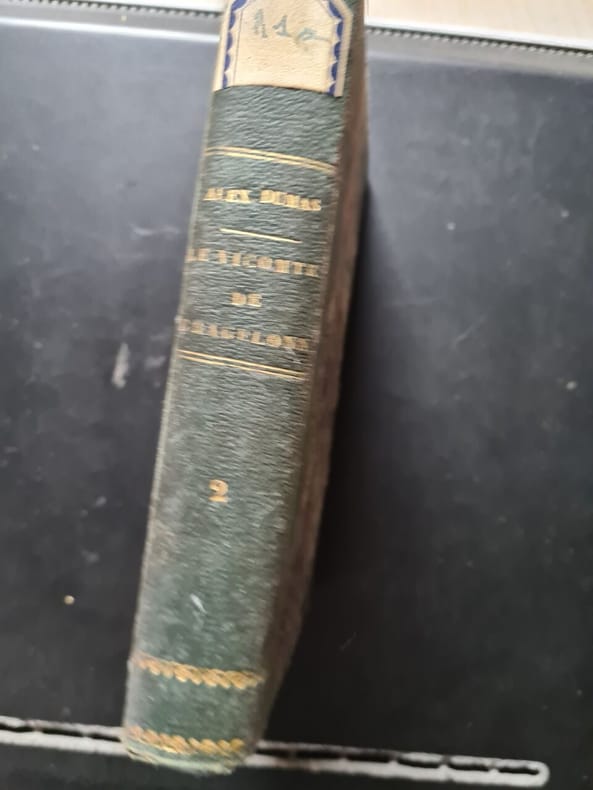 ALEX DUMAS
LE VICOMTE
DE
BRAGELONNE
2